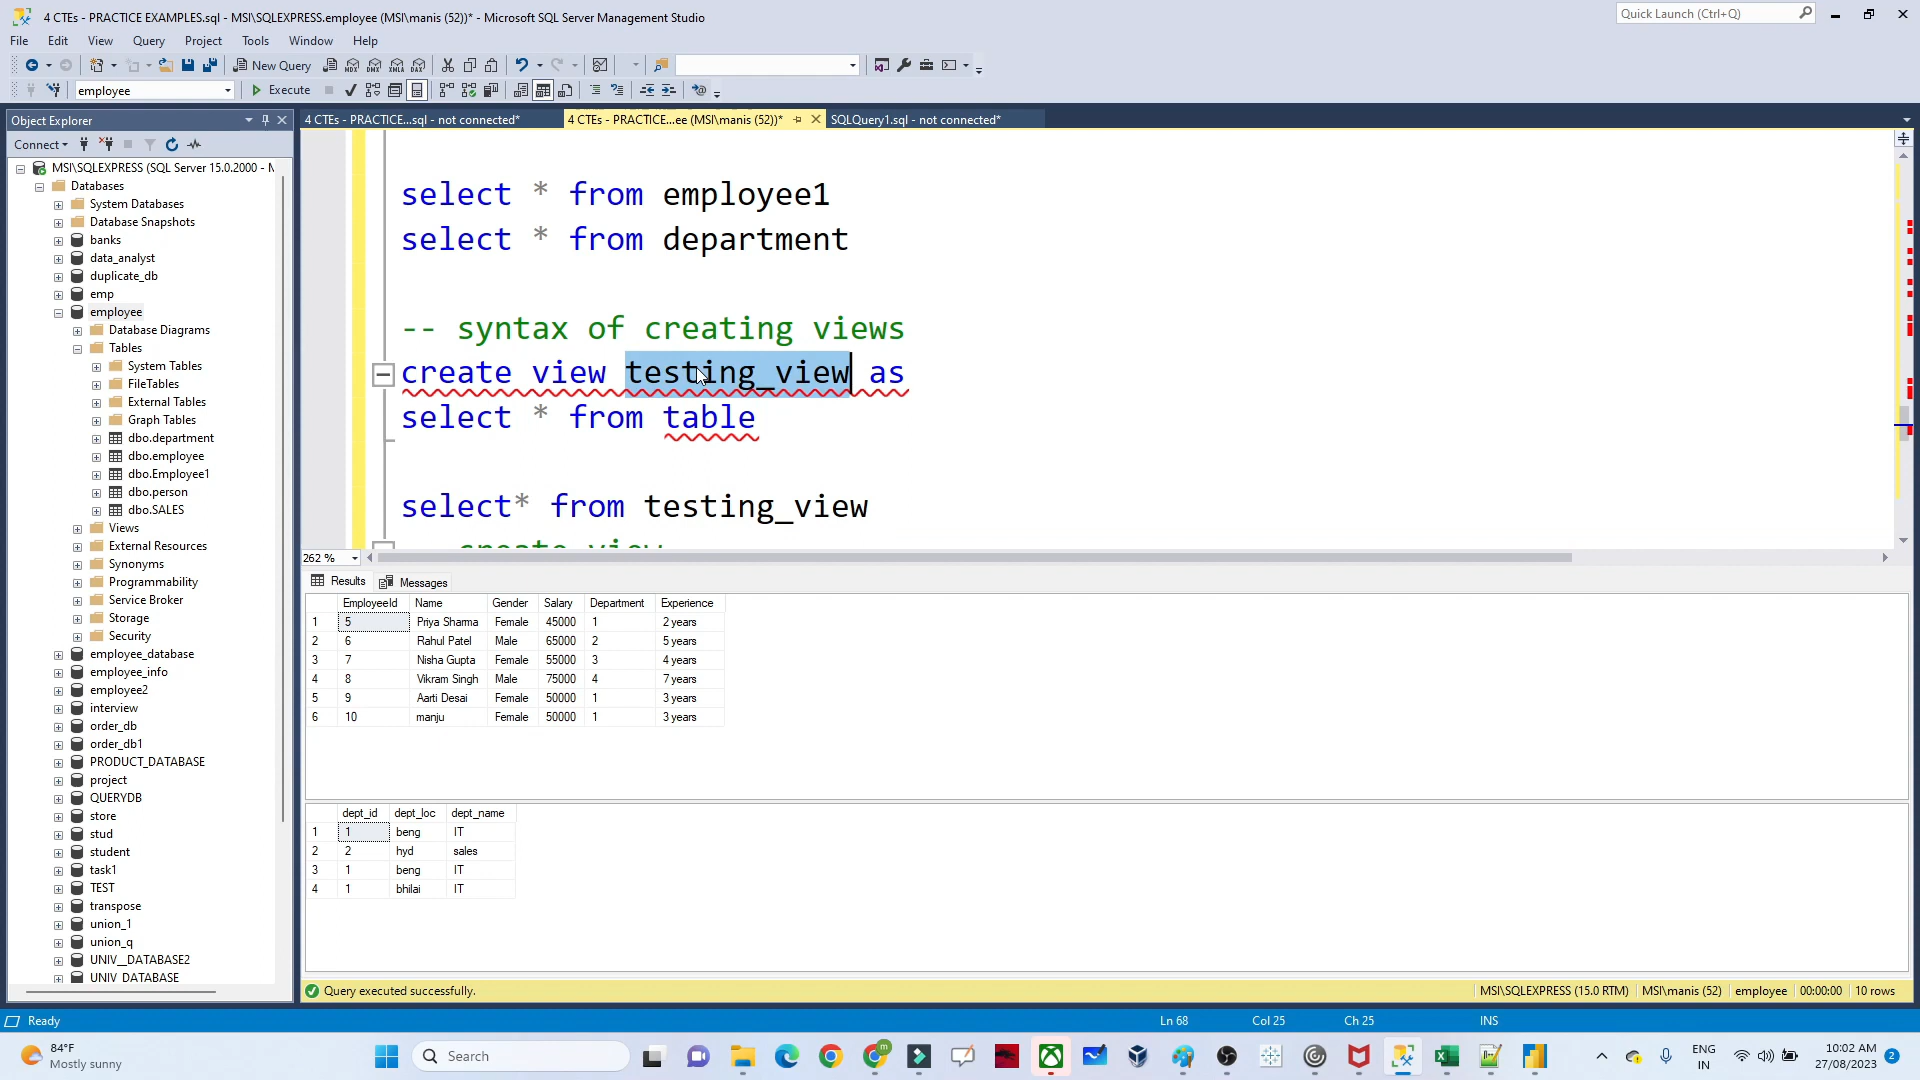 4 CTEs - PRACTICE EXAMPLES.sql - MSI\SQLEXPRESS.employee (MSI\manis (52))* - Microsoft SQL Server Management Studio
Quick Launch (Ctrl+Q)
File Edit View Query Project Tools Window Help
New Query
MDX DMX XMLA DAX
employee
Execute
Object Explorer
4 CTEs - PRACTICE...sql - not connected*
4 CTEs - PRACTICE...ee (MSI\manis (52))*
SQLQuery1.sql - not connected*
Connect
MSI\SQLEXPRESS (SQL Server 15.0.2000 - M
Databases
System Databases
Database Snapshots
banks
data_analyst
duplicate_db
emp
employee
Database Diagrams
Tables
System Tables
FileTables
External Tables
Graph Tables
dbo.department
dbo.employee
dbo.Employee1
dbo.person
dbo.SALES
Views
External Resources
Synonyms
Programmability
Service Broker
Storage
Security
employee_database
employee_info
employee2
interview
order_db
order_db1
PRODUCT_DATABASE
project
QUERYDB
store
stud
student
task1
TEST
transpose
union_1
union_q
UNIV__DATABASE2
UNIV DATABASE
select * from employee1
select * from department
-- syntax of creating views
create view testing_view as
select * from table
select* from testing_view
create view
262 %
Results Messages
EmployeeId Name Gender Salary Department Experience
1 5 Priya Sharma Female 45000 1 2 years
2 6 Rahul Patel Male 65000 2 5 years
3 7 Nisha Gupta Female 55000 3 4 years
4 8 Vikram Singh Male 75000 4 7 years
5 9 Aarti Desai Female 50000 1 3 years
6 10 manju Female 50000 1 3 years
dept_id dept_loc dept_name
1 1 beng IT
2 2 hyd sales
3 1 beng IT
4 1 bhilai IT
Query executed successfully.
MSI\SQLEXPRESS (15.0 RTM) MSI\manis (52) employee 00:00:00 10 rows
Ready
Ln 68 Col 25 Ch 25 INS
84°F
Mostly sunny
Search
ENG
IN
10:02 AM
27/08/2023
2